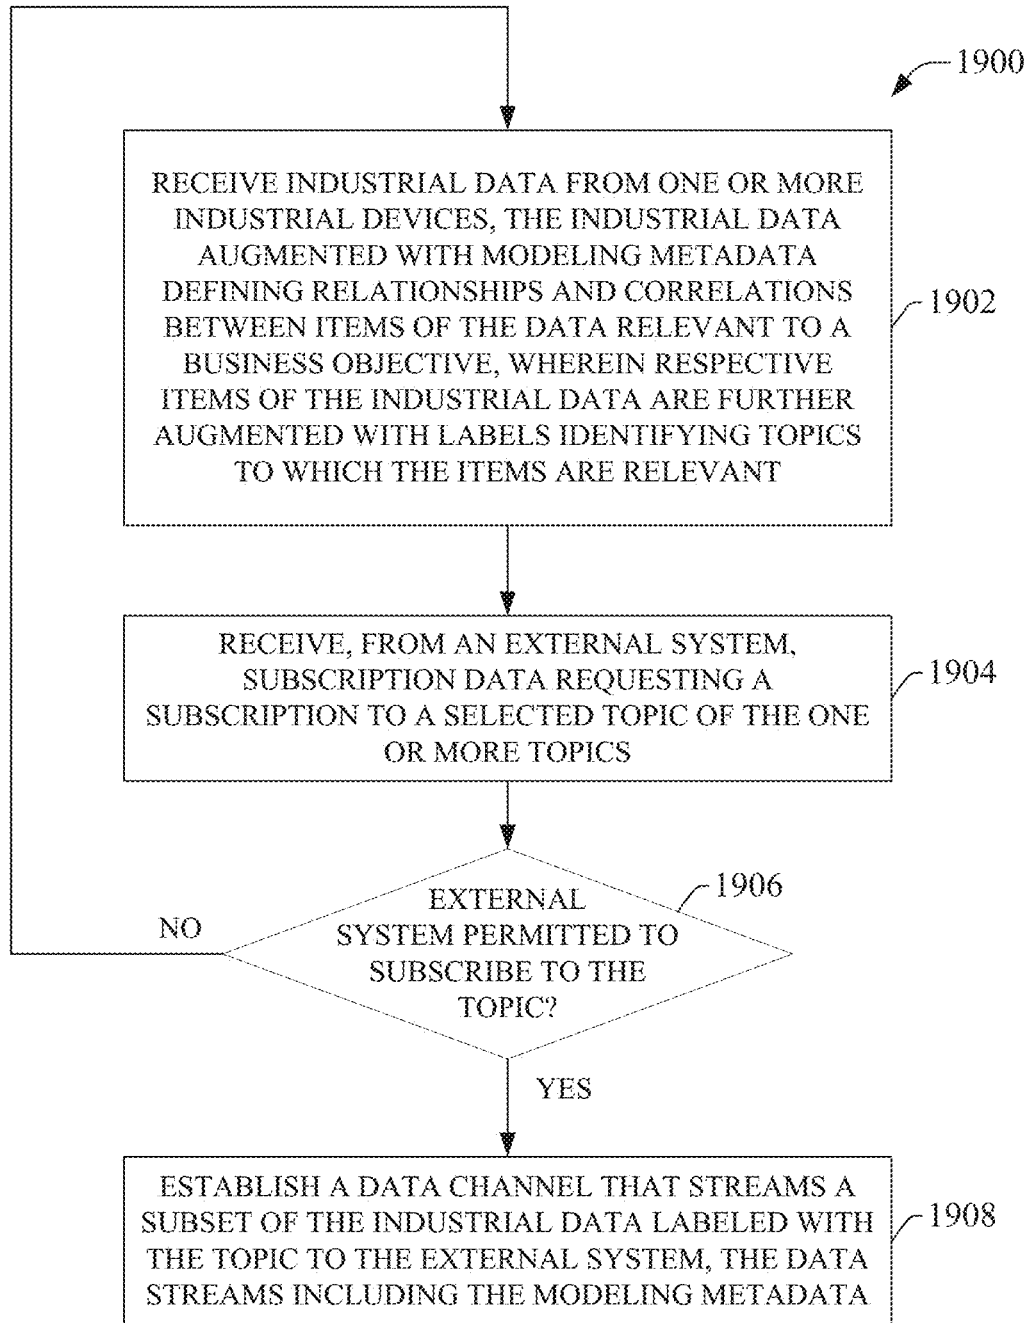 1900
RECEIVE INDUSTRIAL DATA FROM ONE OR MORE
INDUSTRIAL DEVICES, THE INDUSTRIAL DATA
AUGMENTED WITH MODELING METADATA
DEFINING RELATIONSHIPS AND CORRELATIONS
BETWEEN ITEMS OF THE DATA RELEVANT TO A
BUSINESS OBJECTIVE, WHEREIN RESPECTIVE
ITEMS OF THE INDUSTRIAL DATA ARE FURTHER
AUGMENTED WITH LABELS IDENTIFYING TOPICS
TO WHICH THE ITEMS ARE RELEVANT
1902
RECEIVE, FROM AN EXTERNAL SYSTEM,
SUBSCRIPTION DATA REQUESTING A
SUBSCRIPTION TO A SELECTED TOPIC OF THE ONE
OR MORE TOPICS
1904
EXTERNAL
SYSTEM PERMITTED TO
SUBSCRIBE TO THE
TOPIC?
1906
NO
YES
ESTABLISH A DATA CHANNEL THAT STREAMS A
SUBSET OF THE INDUSTRIAL DATA LABELED WITH
THE TOPIC TO THE EXTERNAL SYSTEM, THE DATA
STREAMS INCLUDING THE MODELING METADATA
1908